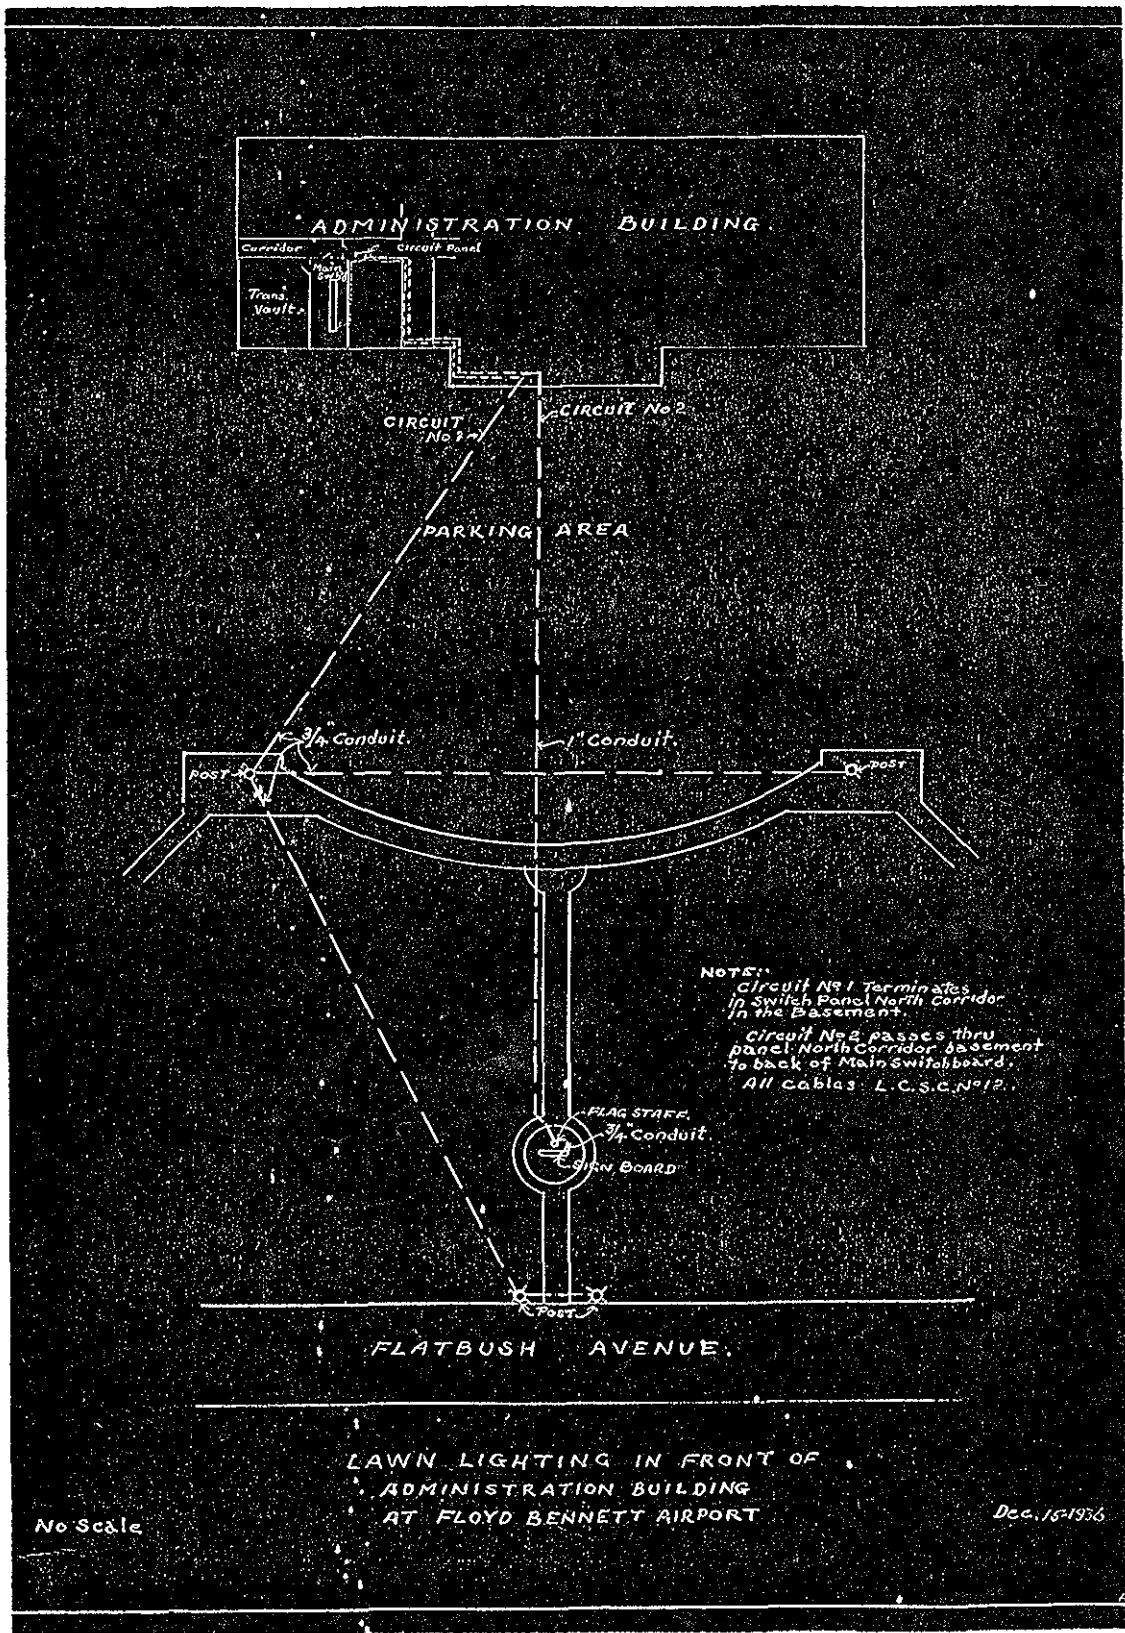 ADMINISTRATION BUILDING.
Corridor
Circuit Panel
Main
Swbd
Trans.
Vault
CIRCUIT
CIRCUIT No 2
PARKING AREA
3/4" Conduit.
1" Conduit.
POST
POST
NOTE:-
Circuit No 1 Terminates
in Switch Panel North Corridor
in the Basement.
Circuit No 2 passes thru
panel North Corridor basement
to back of Main Switchboard.
All Cables L.C.S.C. No 12.
FLAG STAFF.
3/4" Conduit.
SIGN BOARD
POST
FLATBUSH AVENUE.
LAWN LIGHTING IN FRONT OF
ADMINISTRATION BUILDING
AT FLOYD BENNETT AIRPORT
No Scale
Dec. 15-1936